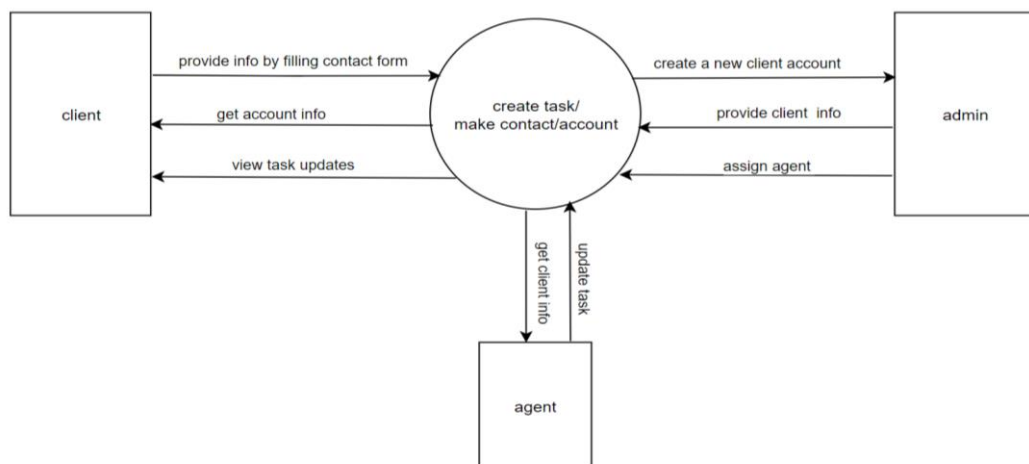 provide info by filling contact form
create a new client account
client
get account info
create task/
make contact/account
provide client info
admin
view task updates
assign agent
get client info
update task
agent